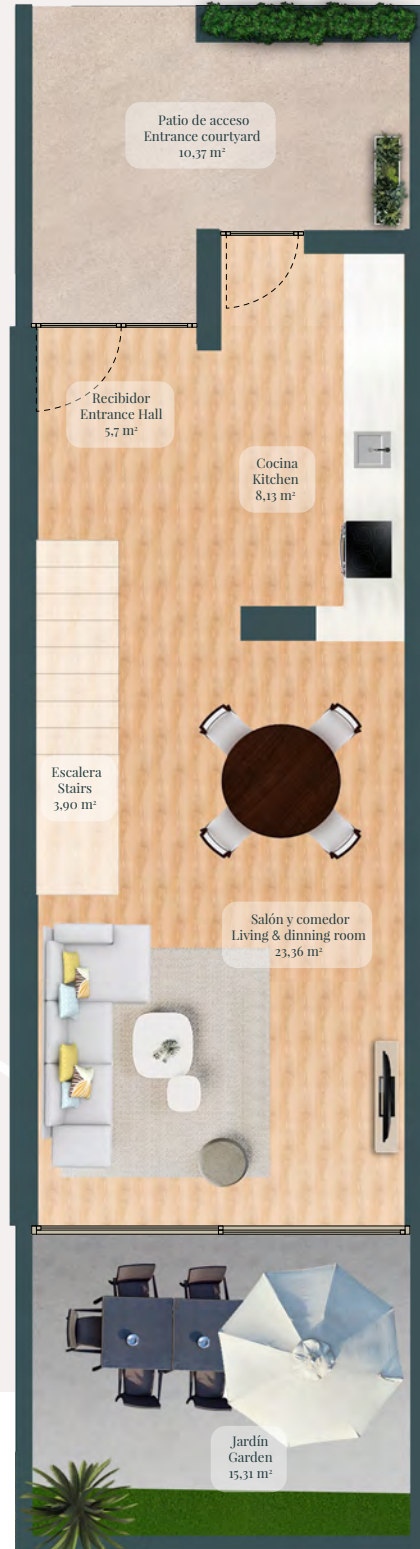 Patio de acceso
Entrance courtyard
10,37 m²
Recibidor
Entrance Hall
5,7 m²
Cocina
Kitchen
8,13 m²
Escalera
Stairs
3,90 m²
Salón y comedor
Living & dinning room
23,36 m²
Jardín
Garden
15,31 m²